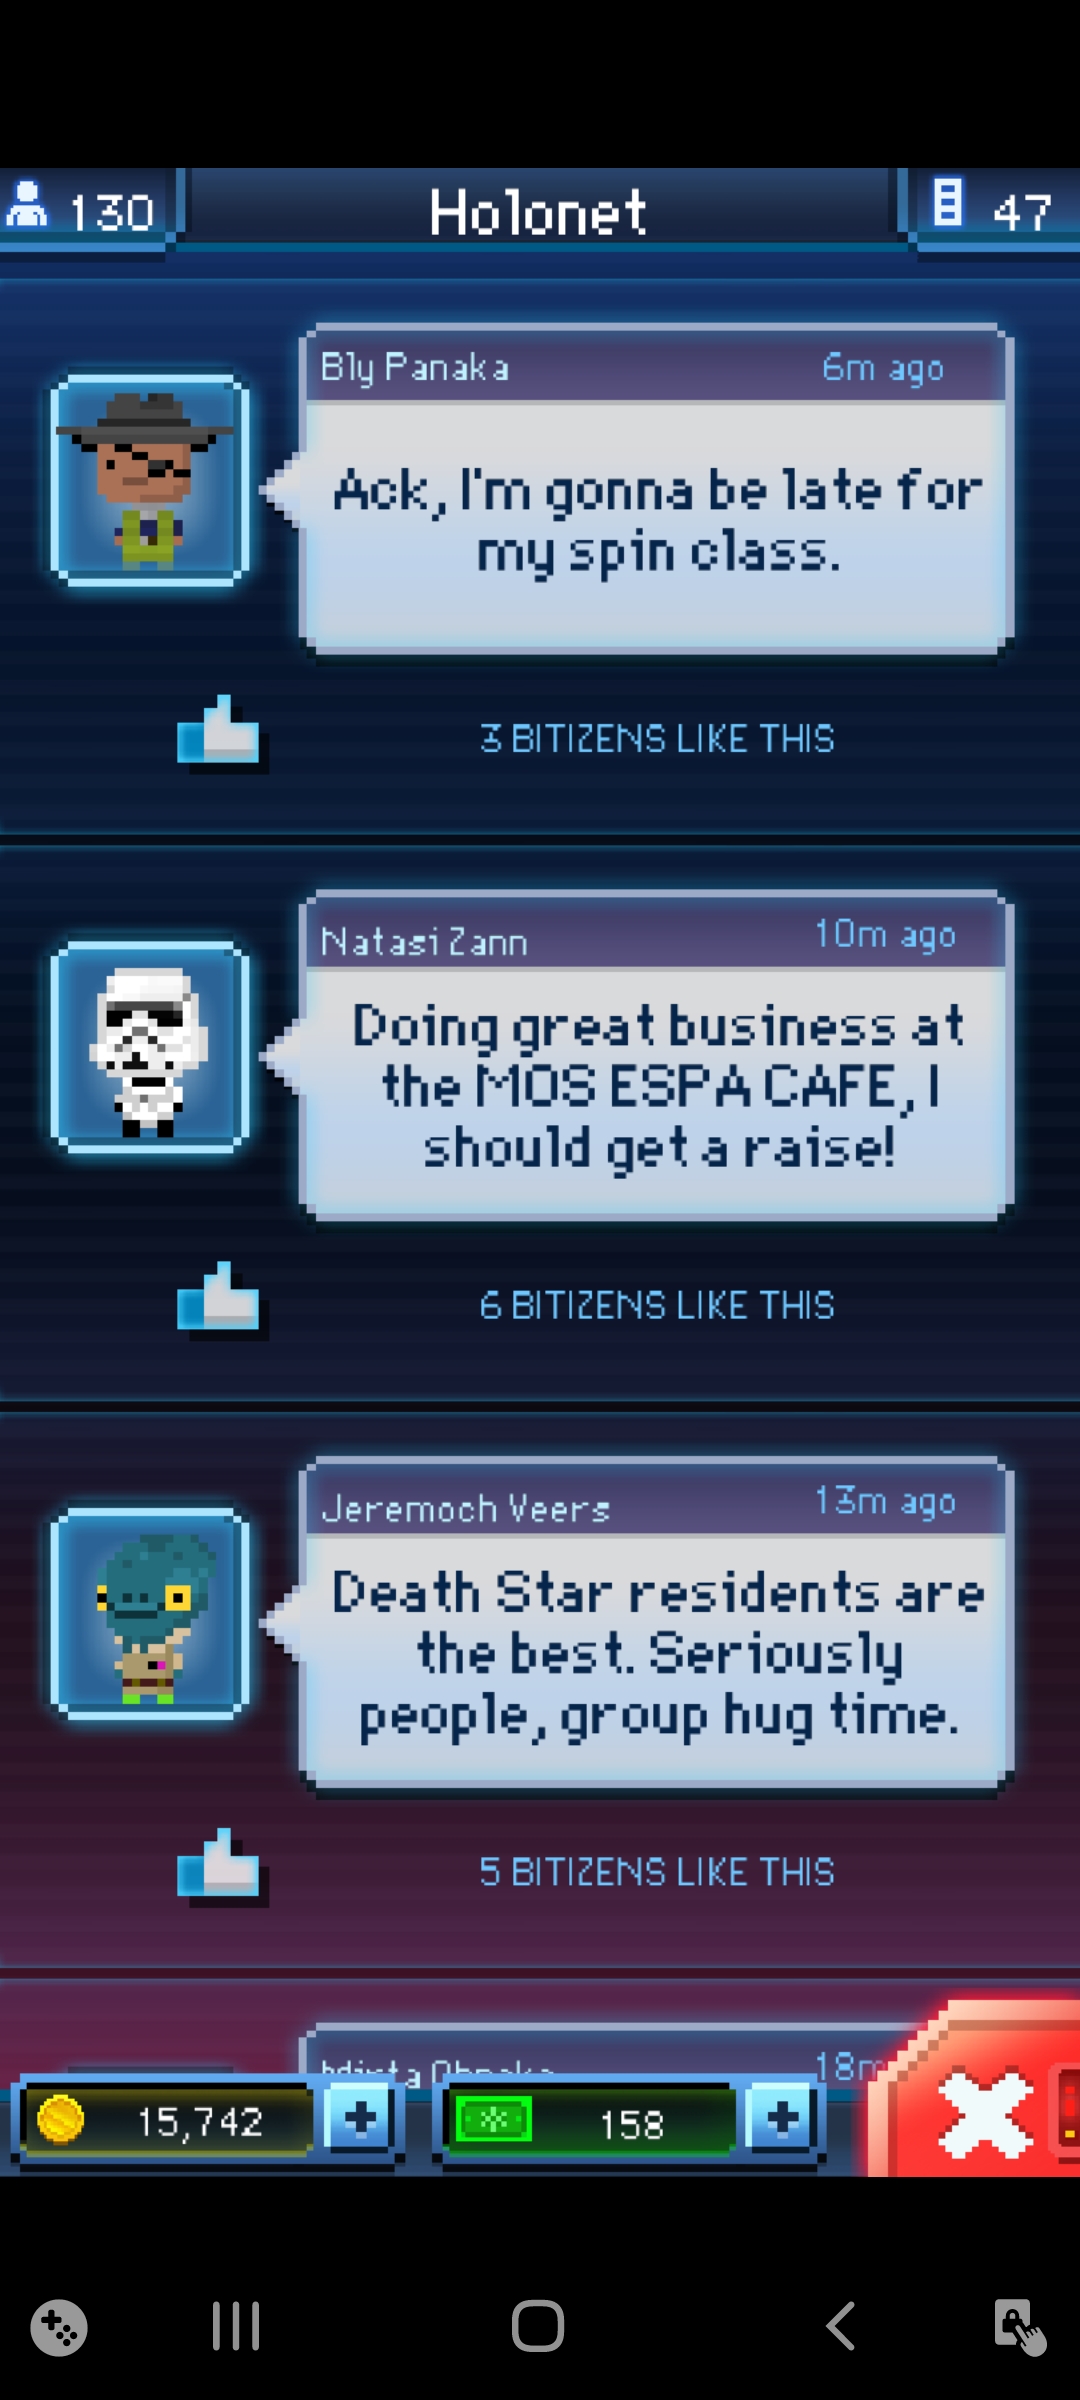 130
Holonet
47
Bly Panaka
6m ago
Ack, I'm gonna be late for
my spin class.
3 BITIZENS LIKE THIS
Natasi Zann
10m ago
Doing great business at
the MOS ESPA CAFE, I
should get a raise!
6 BITIZENS LIKE THIS
Jeremoch Veers
13m ago
Death Star residents are
the best. Seriously
people, group hug time.
5 BITIZENS LIKE THIS
15,742
158